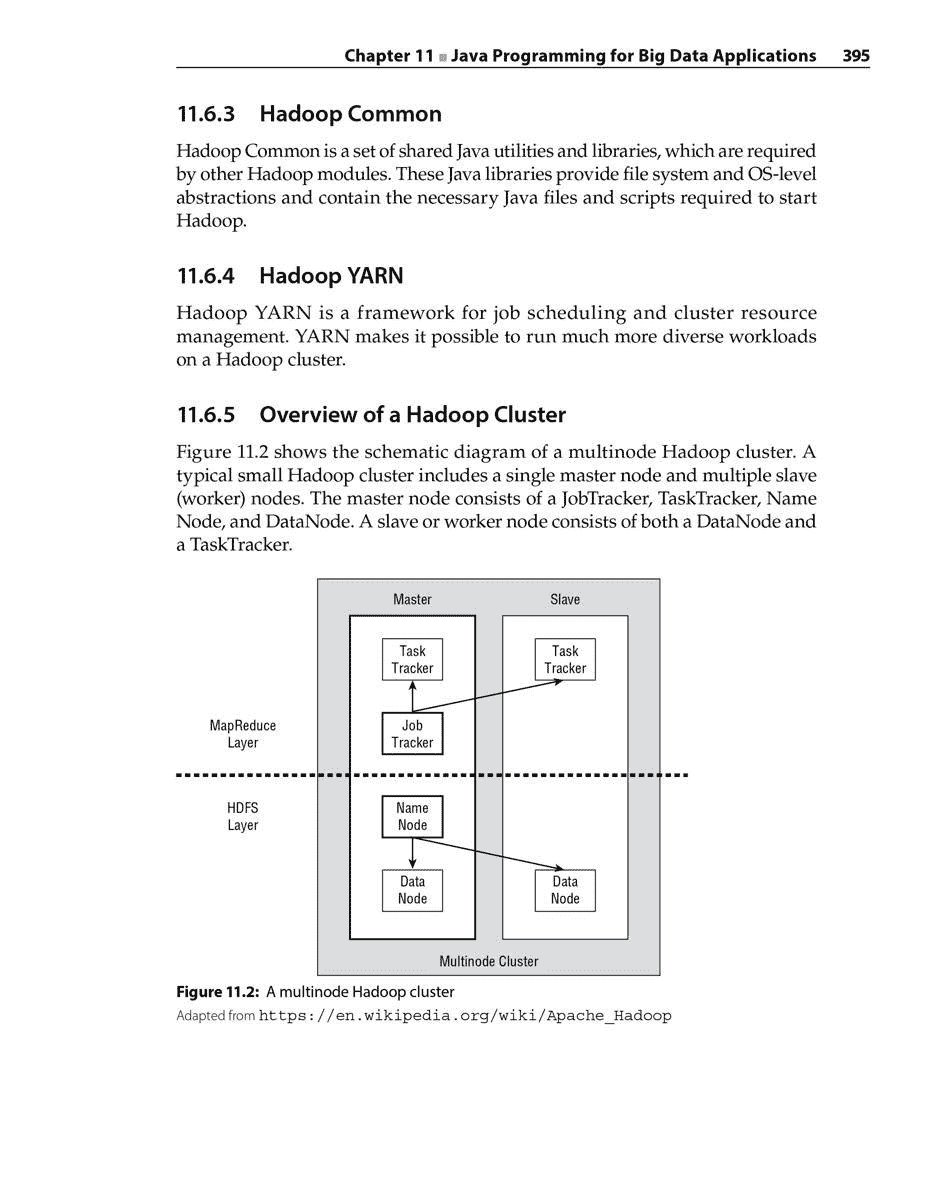 Chapter 11 ■ Java Programming for Big Data Applications 395
11.6.3 Hadoop Common
Hadoop Common is a set of shared Java utilities and libraries, which are required
by other Hadoop modules. These Java libraries provide file system and OS-level
abstractions and contain the necessary Java files and scripts required to start
Hadoop.
11.6.4 Hadoop YARN
Hadoop YARN is a framework for job scheduling and cluster resource
management. YARN makes it possible to run much more diverse workloads
on a Hadoop cluster.
11.6.5 Overview of a Hadoop Cluster
Figure 11.2 shows the schematic diagram of a multinode Hadoop cluster. A
typical small Hadoop cluster includes a single master node and multiple slave
(worker) nodes. The master node consists of a JobTracker, TaskTracker, Name
Node, and DataNode. A slave or worker node consists of both a DataNode and
a TaskTracker.
Master
Slave
Task
Tracker
Task
Tracker
MapReduce
Layer
Job
Tracker
HDFS
Layer
Name
Node
Data
Node
Data
Node
Multinode Cluster
Figure 11.2: A multinode Hadoop cluster
Adapted from https://en.wikipedia.org/wiki/Apache_Hadoop